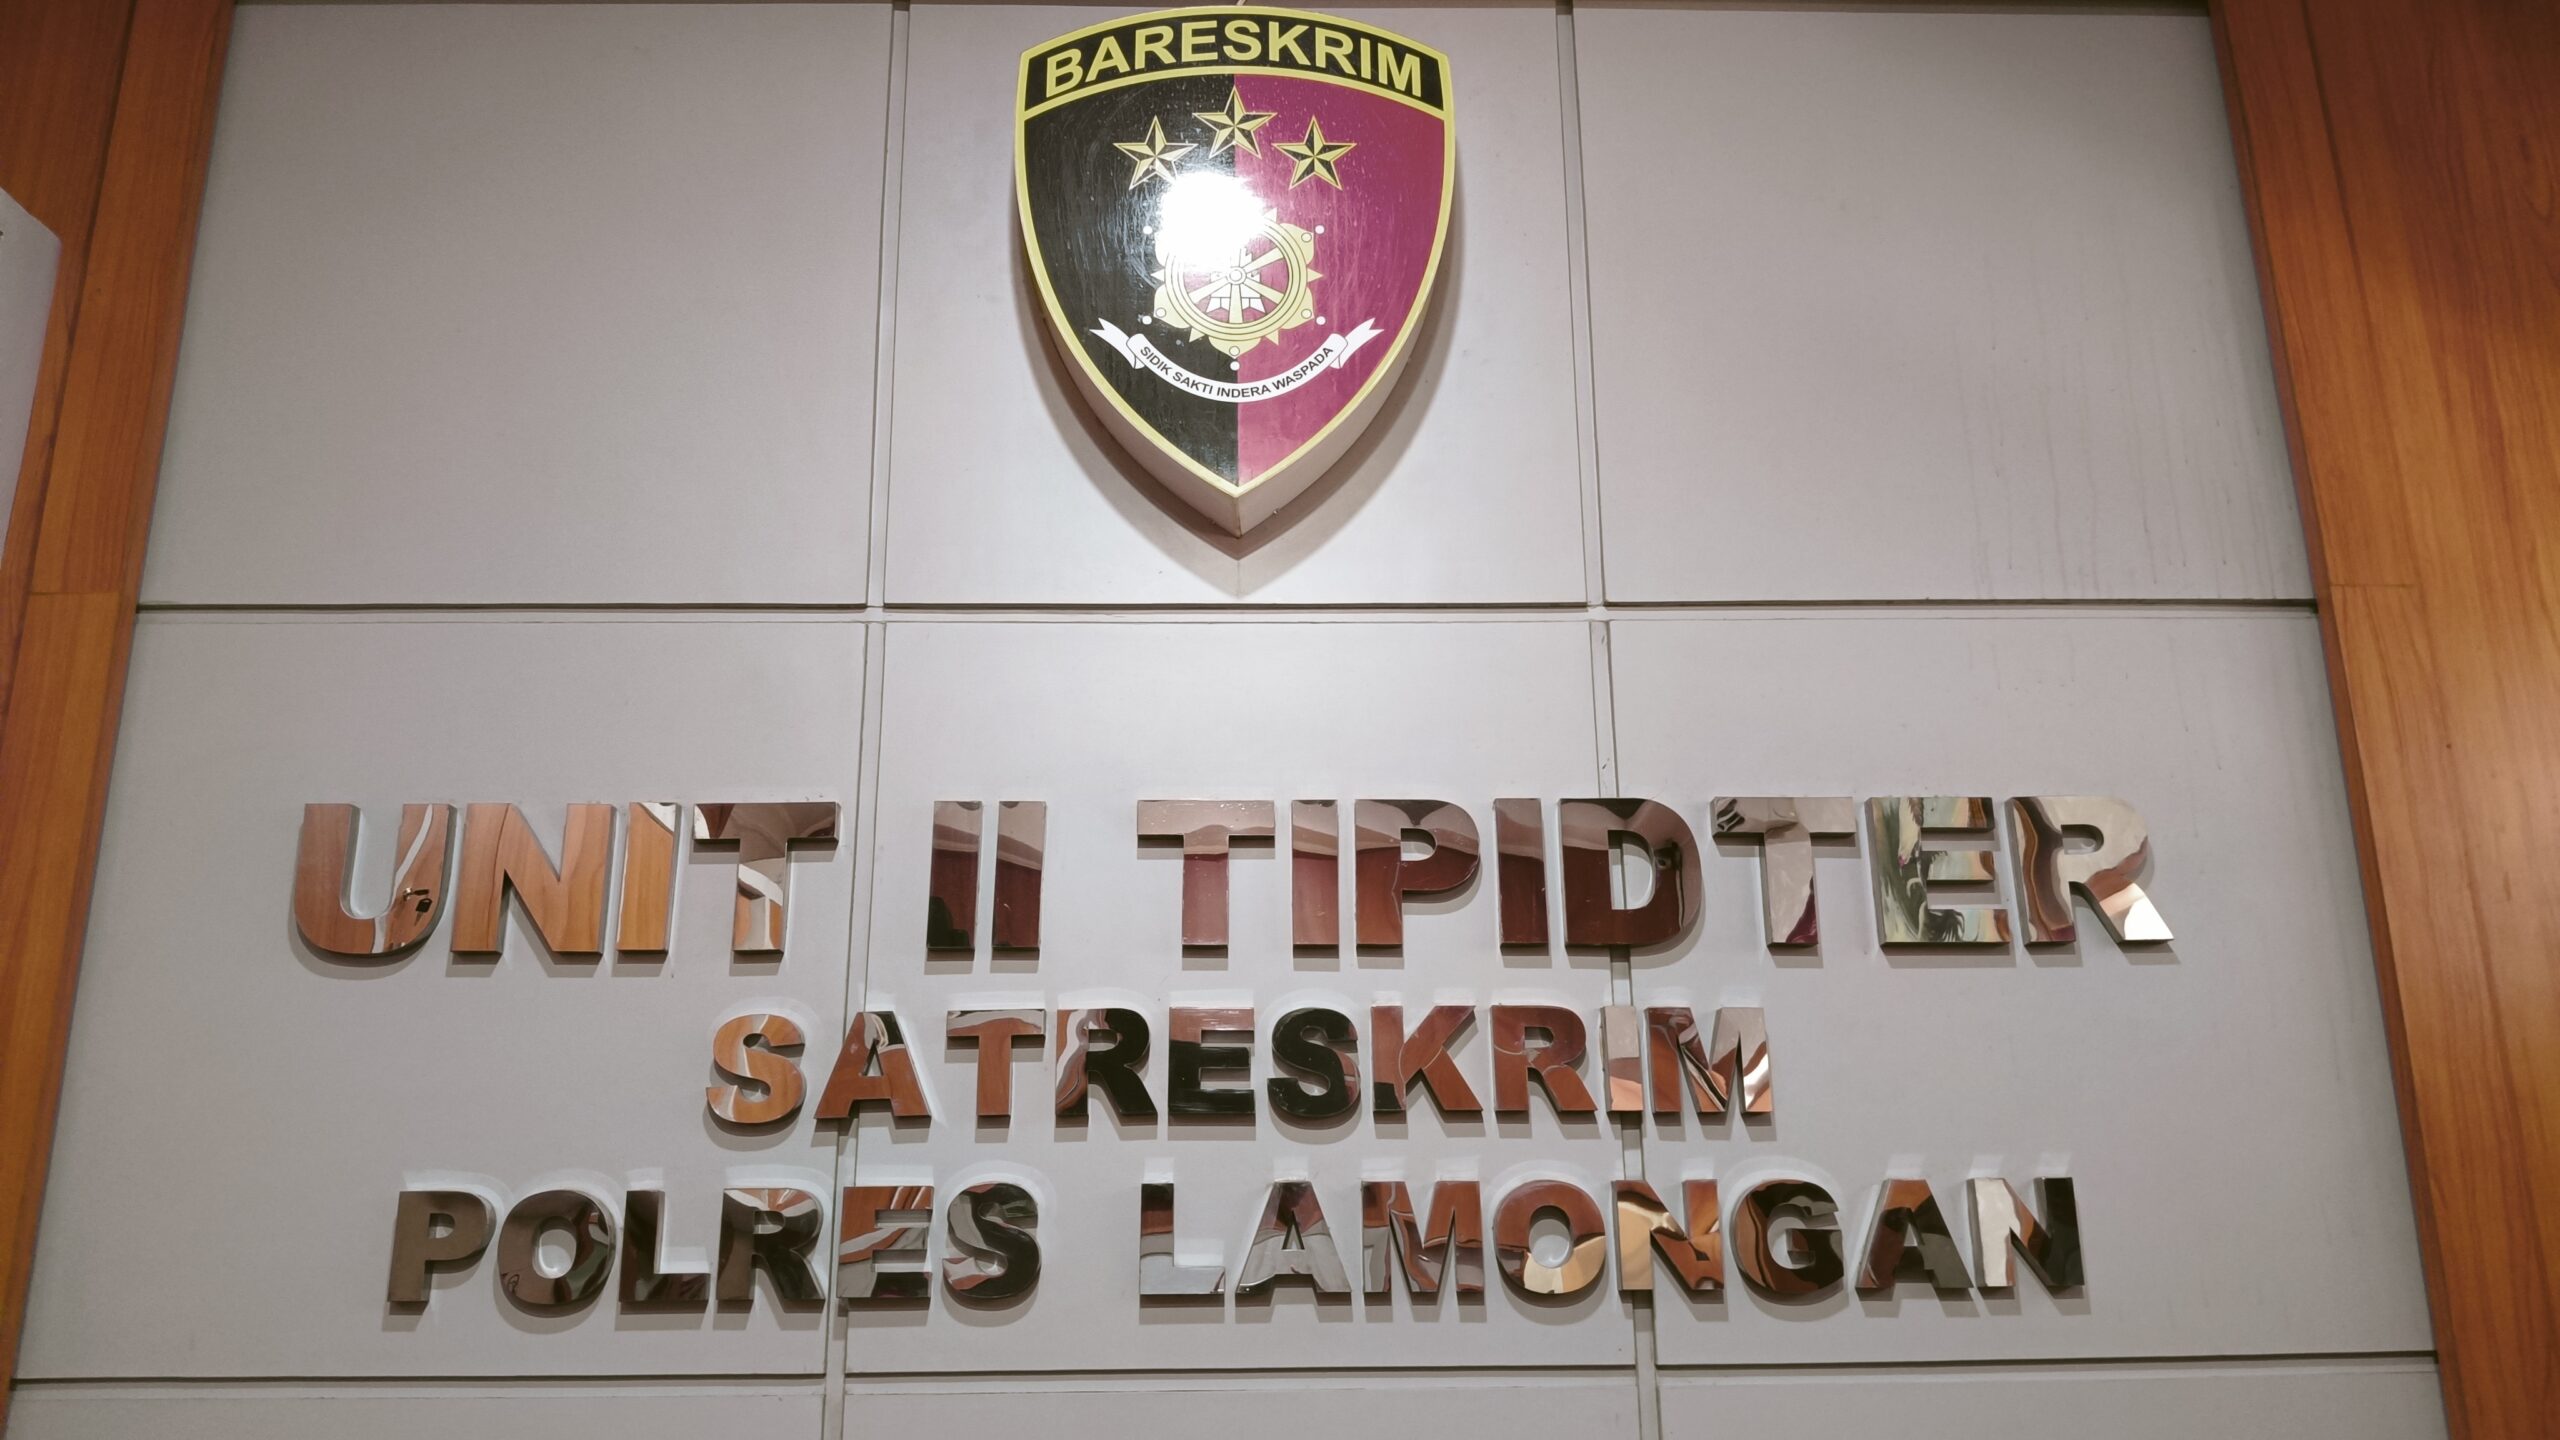 BARESKRIM
SIDIK SAKTI INDERA WASPADA
UNIT II TIPIDTER
SATRESKRIM
POLRES LAMONGAN